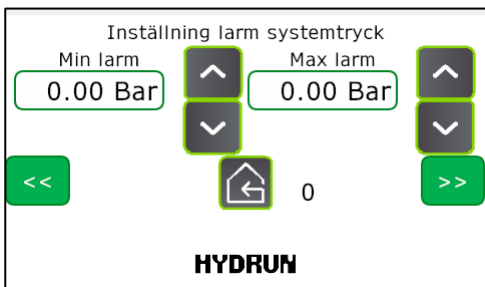 Inställning larm systemtryck
Min larm Max larm
0.00 Bar 0.00 Bar
<< 0 >>
HYDRUN